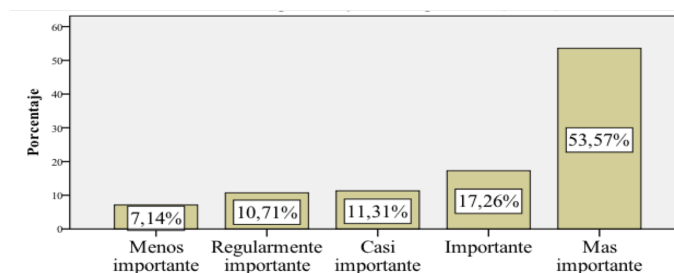 60
50
40
30
20
10
0
Porcentaje
7,14%
10,71%
11,31%
17,26%
53,57%
Menos importante
Regularmente importante
Casi importante
Importante
Mas importante